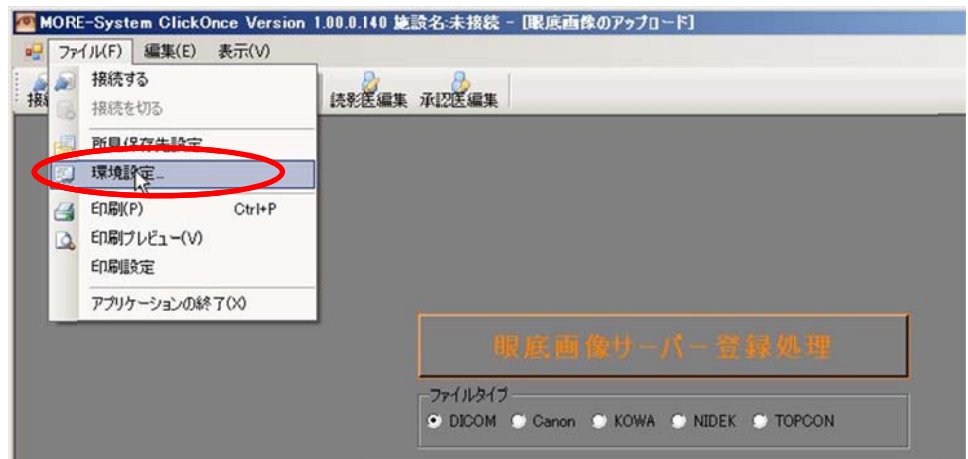 MORE-System ClickOnce Version 1.00.0.140 施設名:未接続 - [眼底画像のアップロード]
ファイル(F) 編集(E) 表示(V)
読影医編集 承認医編集
接続する
接続を切る
所見保存先設定
環境設定...
印刷(P) Ctrl+P
印刷プレビュー(V)
印刷設定
アプリケーションの終了(X)
眼底画像サーバー登録処理
ファイルタイプ
DICOM Canon KOWA NIDEK TOPCON